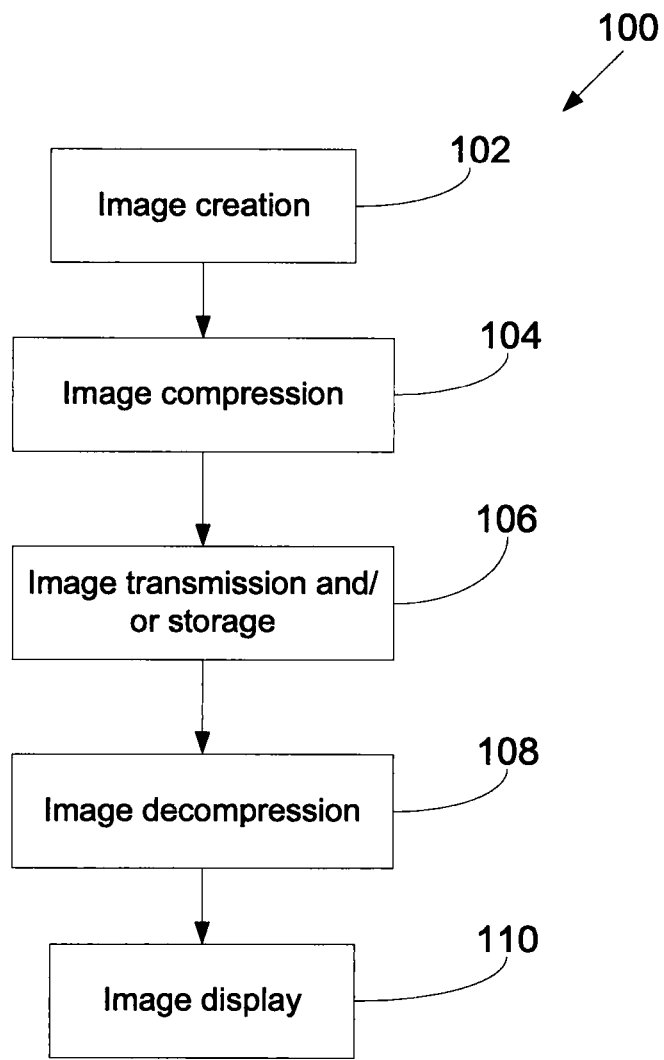 100
102
Image creation
104
Image compression
106
Image transmission and/
or storage
108
Image decompression
110
Image display